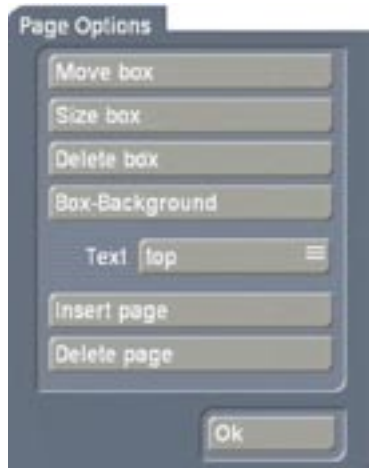 Page Options
Move box
Size box
Delete box
Box-Background
Text top
Insert page
Delete page
Ok